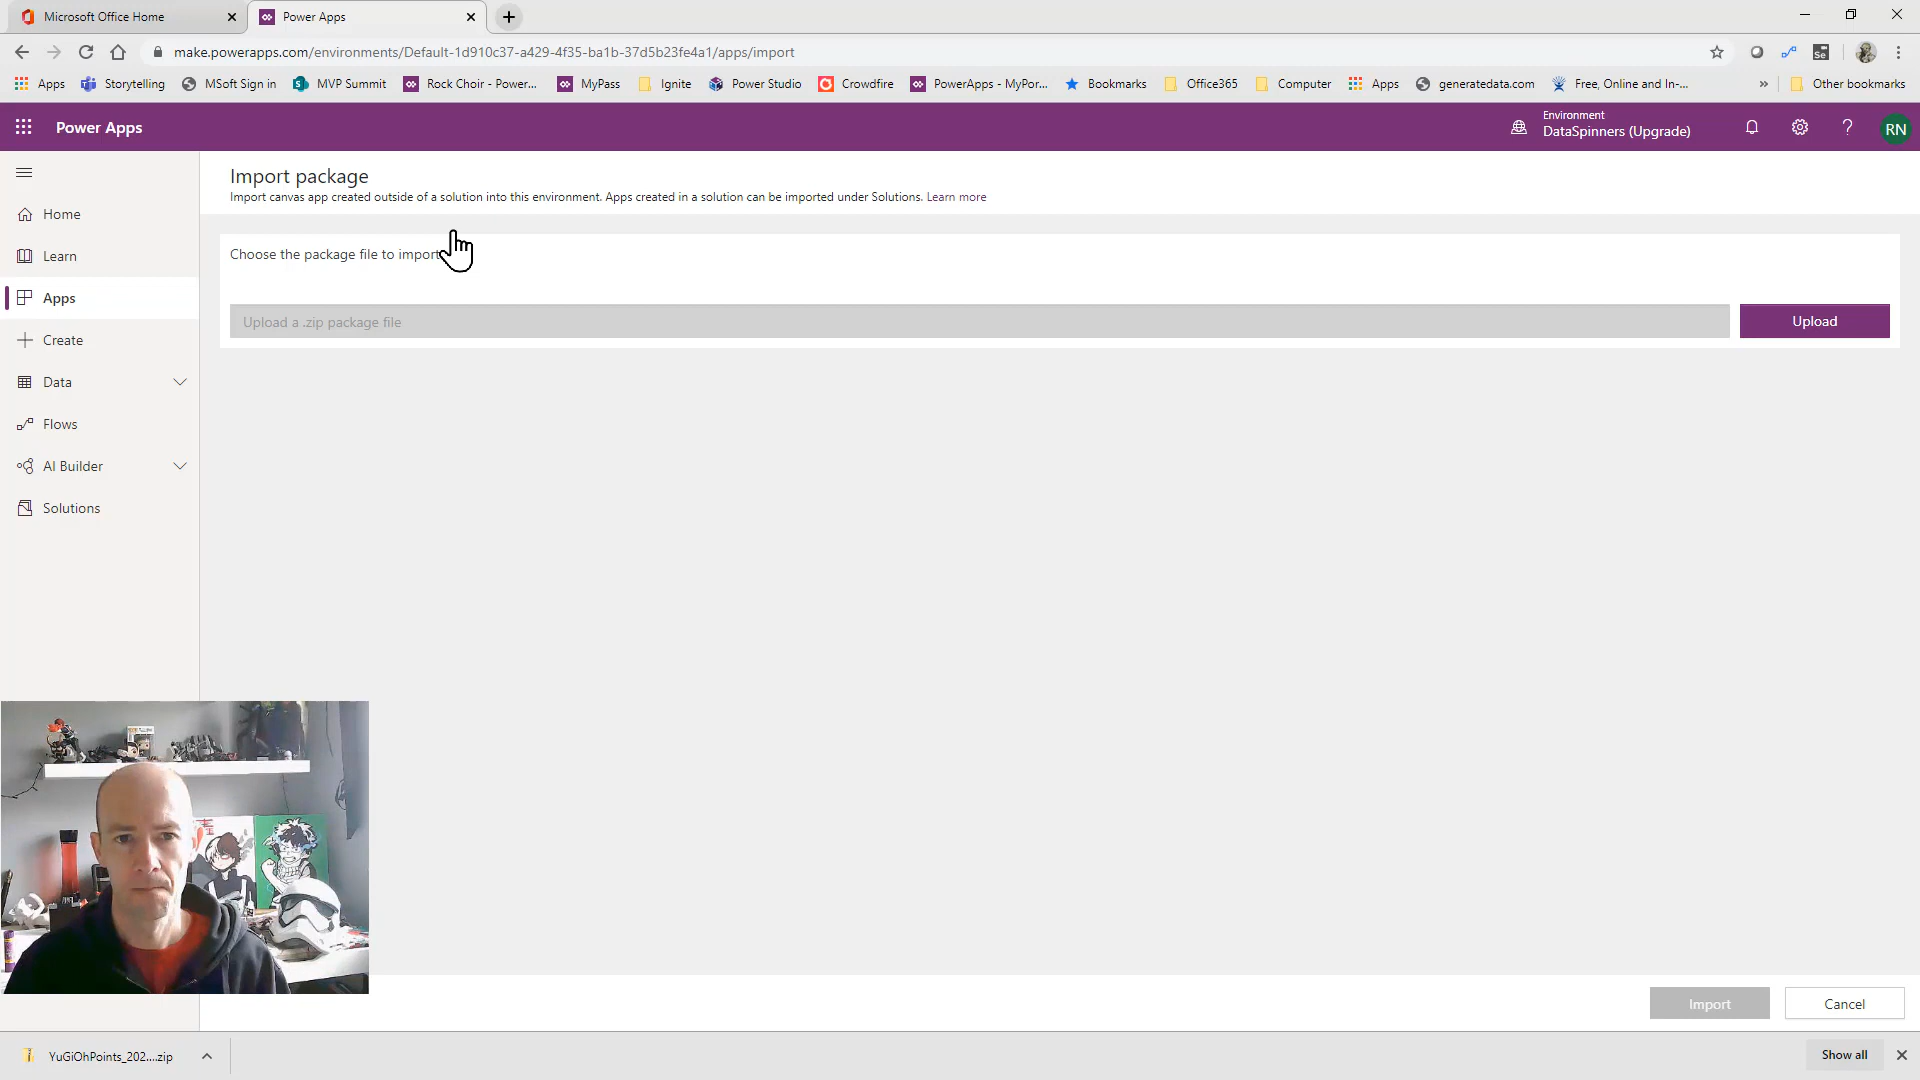 Microsoft Office Home
Power Apps
make.powerapps.com/environments/Default-1d910c37-a429-4f35-ba1b-37d5b23fe4a1/apps/import
Apps
Storytelling
MSoft Sign in
MVP Summit
Rock Choir - Power...
MyPass
Ignite
Power Studio
Crowdfire
PowerApps - MyPor...
Bookmarks
Office365
Computer
Apps
generatedata.com
Free, Online and In-...
»
Other bookmarks
Power Apps
Environment
DataSpinners (Upgrade)
?
RN
Import package
Import canvas app created outside of a solution into this environment. Apps created in a solution can be imported under Solutions. Learn more
Home
Learn
Apps
Create
Data
Flows
AI Builder
Solutions
Choose the package file to import
Upload a .zip package file
Upload
Import
Cancel
YuGiOhPoints_202....zip
Show all